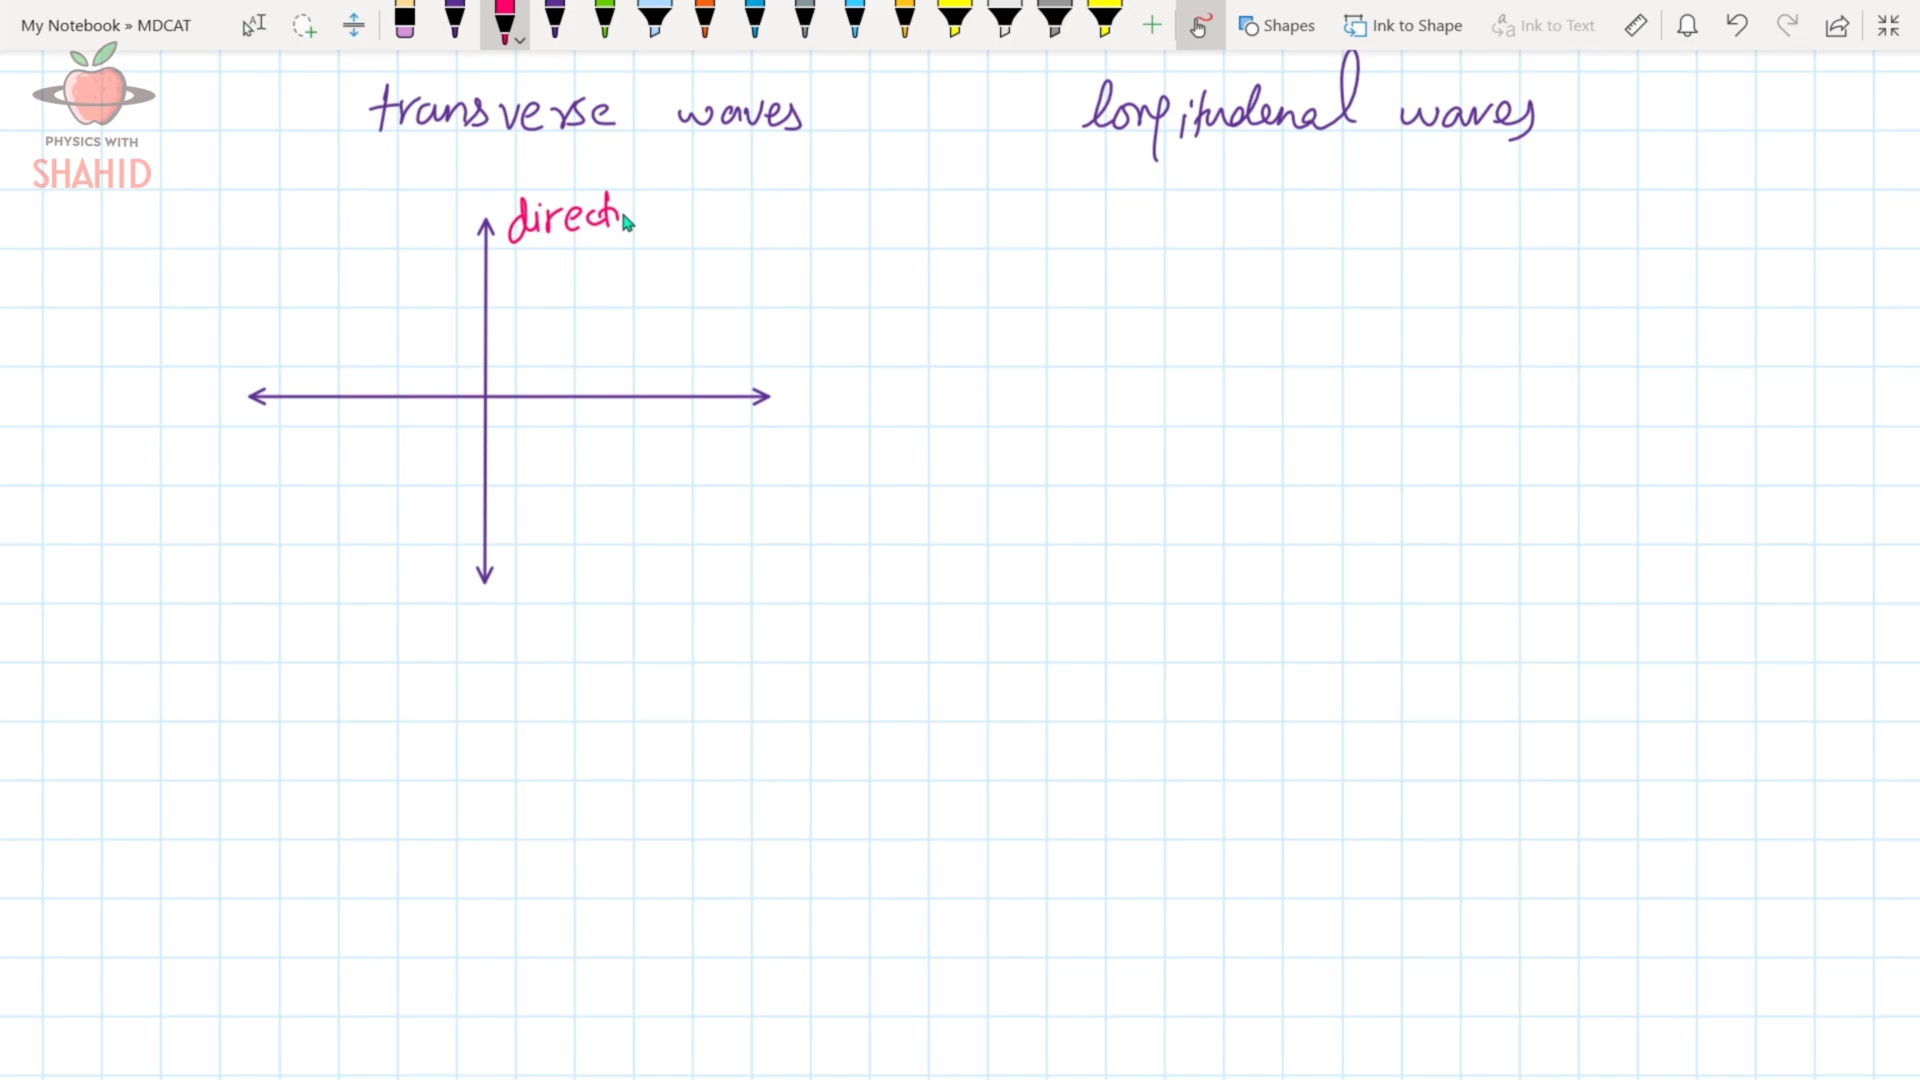 My Notebook » MDCAT
Shapes
Ink to Shape
Ink to Text
PHYSICS WITH
SHAHID
transverse waves
longitudenal waves
direct